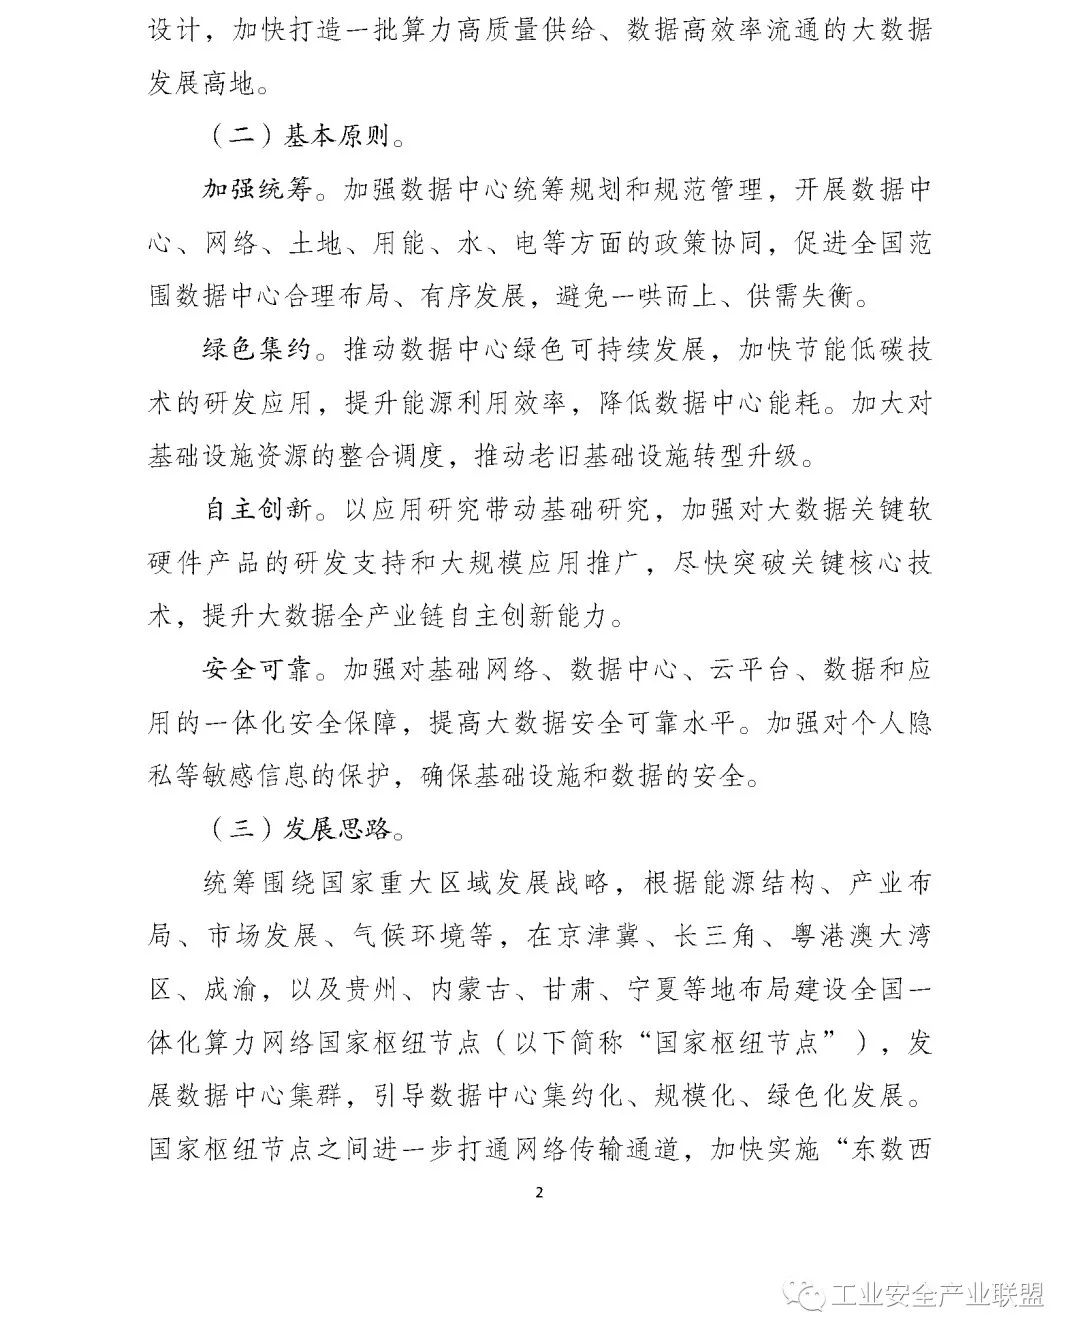 设计，加快打造一批算力高质量供给、数据高效率流通的大数据
发展高地。
（二）基本原则。
加强统筹。加强数据中心统筹规划和规范管理，开展数据中
心、网络、土地、用能、水、电等方面的政策协同，促进全国范
围数据中心合理布局、有序发展，避免一哄而上、供需失衡。
绿色集约。推动数据中心绿色可持续发展，加快节能低碳技
术的研发应用，提升能源利用效率，降低数据中心能耗。加大对
基础设施资源的整合调度，推动老旧基础设施转型升级。
自主创新。以应用研究带动基础研究，加强对大数据关键软
硬件产品的研发支持和大规模应用推广，尽快突破关键核心技
术，提升大数据全产业链自主创新能力。
安全可靠。加强对基础网络、数据中心、云平台、数据和应
用的一体化安全保障，提高大数据安全可靠水平。加强对个人隐
私等敏感信息的保护，确保基础设施和数据的安全。
（三）发展思路。
统筹围绕国家重大区域发展战略，根据能源结构、产业布
局、市场发展、气候环境等，在京津冀、长三角、粤港澳大湾
区、成渝，以及贵州、内蒙古、甘肃、宁夏等地布局建设全国一
体化算力网络国家枢纽节点（以下简称“国家枢纽节点”），发
展数据中心集群，引导数据中心集约化、规模化、绿色化发展。
国家枢纽节点之间进一步打通网络传输通道，加快实施“东数西
2
工业安全产业联盟